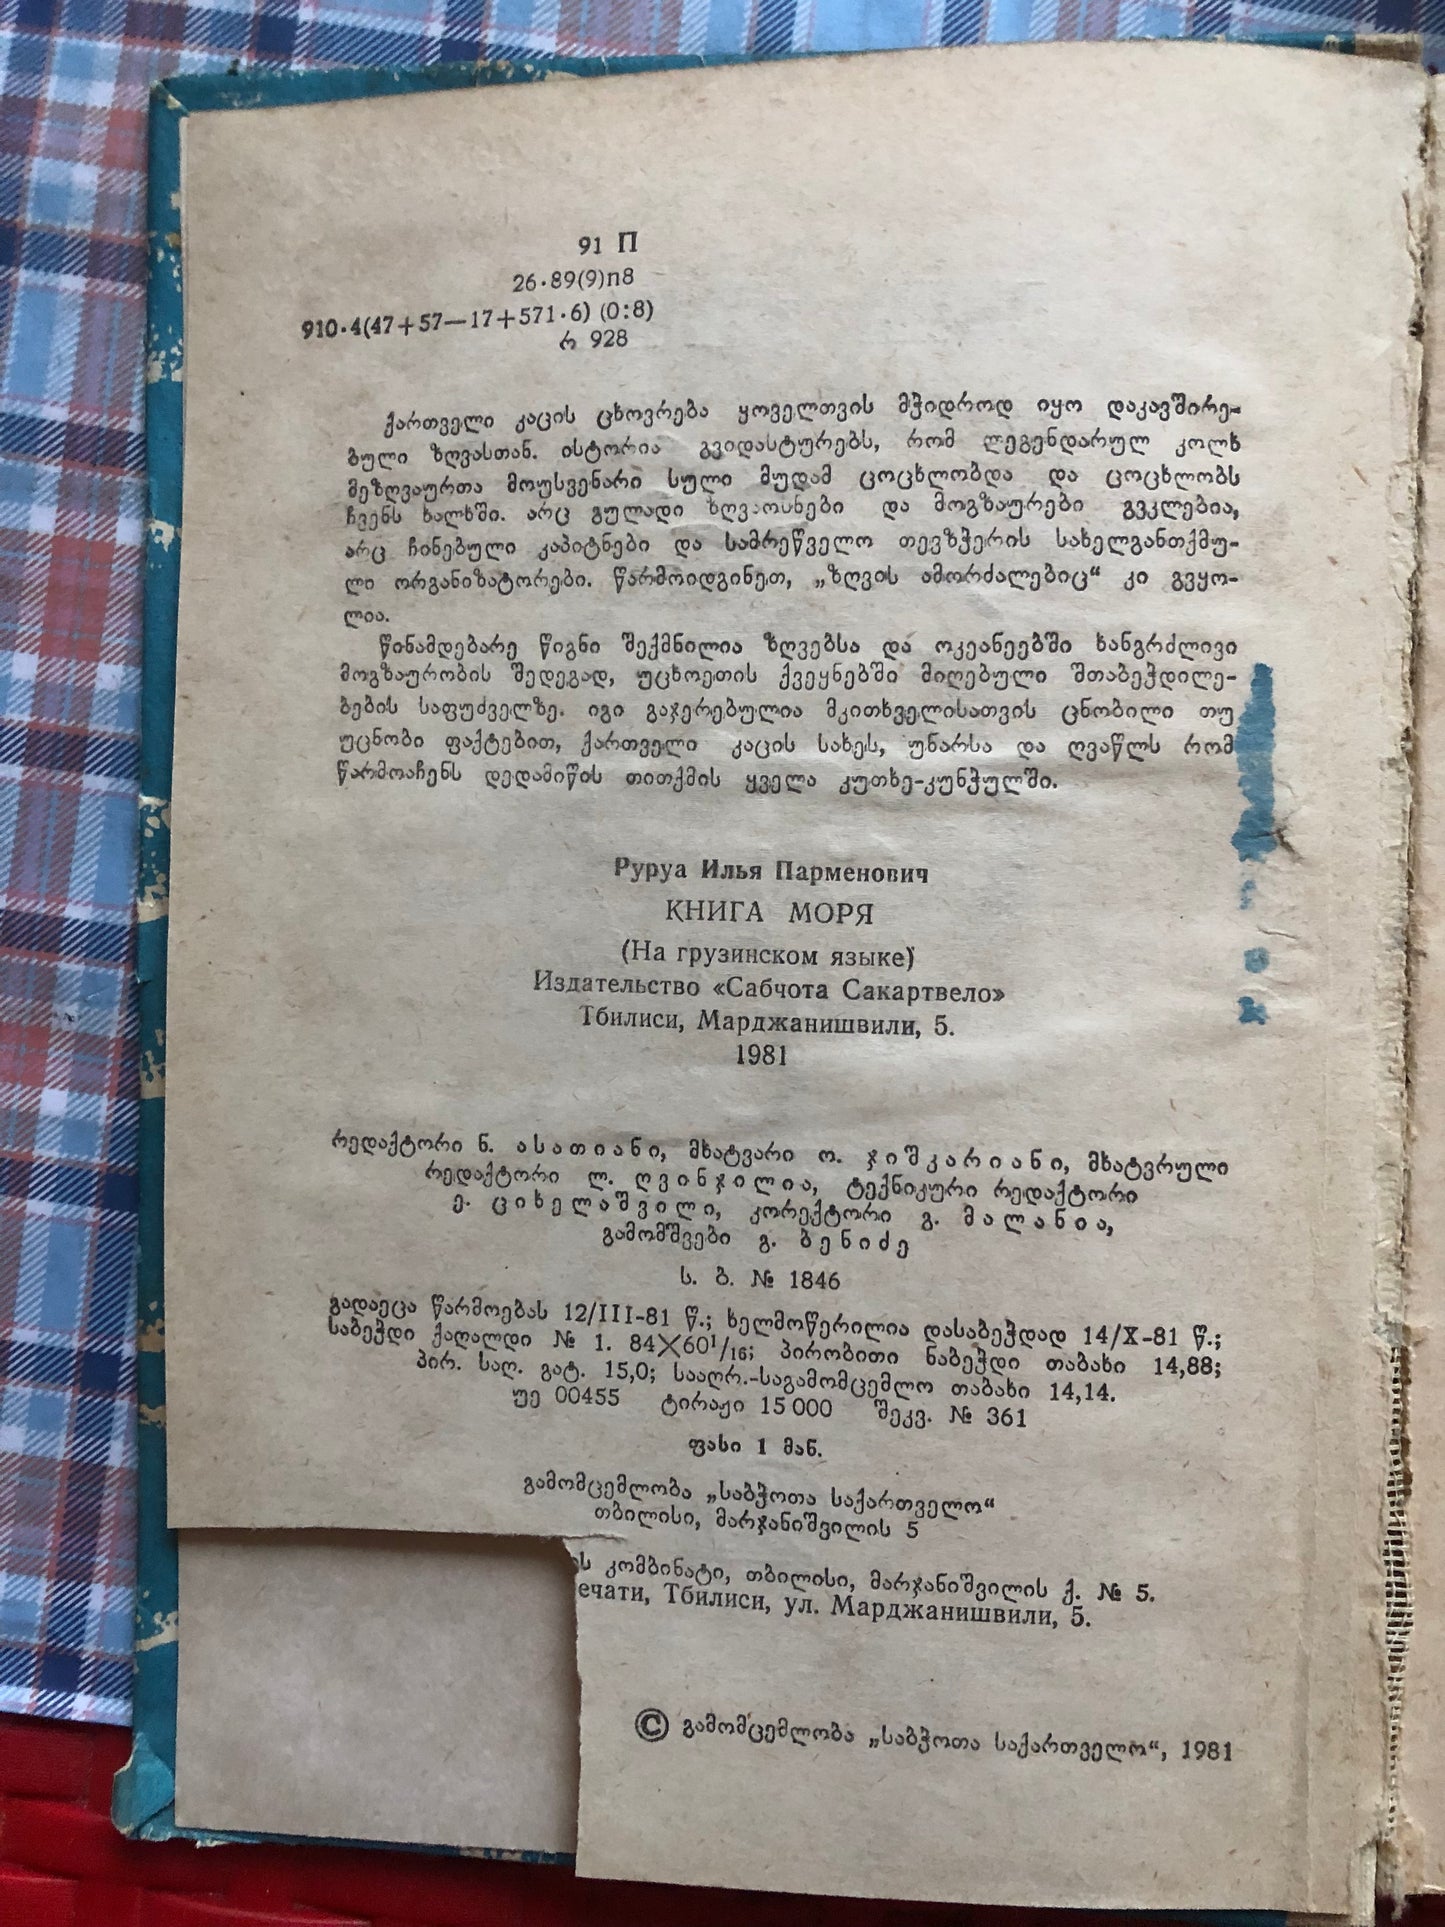 91 П
26·89(9)п8
910·4(47+57—17+571·6) (0:8)
რ 928
ქართველი კაცის ცხოვრება ყოველთვის მჭიდროდ იყო დაკავშირე-
ბული ზღვასთან. ისტორია გვიდასტურებს, რომ ლეგენდარულ კოლხ
მეზღვაურთა მოუსვენარი სული მუდამ ცოცხლობდა და ცოცხლობს
ჩვენს ხალხში. არც გულადი ზღვაოსნები და მოგზაურები გვკლებია,
არც ჩინებული კაპიტნები და სამრეწველო თევზჭერის სახელგანთქმუ-
ლი ორგანიზატორები. წარმოიდგინეთ, „ზღვის ამორძალებიც“ კი გვყო-
ლია.
წინამდებარე წიგნი შექმნილია ზღვებსა და ოკეანეებში ხანგრძლივი
მოგზაურობის შედეგად, უცხოეთის ქვეყნებში მიღებული შთაბეჭდილე-
ბების საფუძველზე. იგი გაჯერებულია მკითხველისათვის ცნობილი თუ
უცნობი ფაქტებით, ქართველი კაცის სახეს, უნარსა და ღვაწლს რომ
წარმოაჩენს დედამიწის თითქმის ყველა კუთხე-კუნჭულში.
Руруа Илья Парменович
КНИГА МОРЯ
(На грузинском языке)
Издательство «Сабчота Сакартвело»
Тбилиси, Марджанишвили, 5.
1981
რედაქტორი ნ. ასათიანი, მხატვარი ო. ჯიშკარიანი, მხატვრული
რედაქტორი ლ. ღვინჯილია, ტექნიკური რედაქტორი
ე. ციხელაშვილი, კორექტორი გ. მალანია,
გამომშვები გ. ბენიძე
ს. ბ. № 1846
გადაეცა წარმოებას 12/III-81 წ.; ხელმოწერილია დასაბეჭდად 14/X-81 წ.;
საბეჭდი ქაღალდი № 1. 84X60¹/₁₆; პირობითი ნაბეჭდი თაბახი 14,88;
პირ. საღ. გატ. 15,0; სააღრ.-საგამომცემლო თაბახი 14,14.
უე 00455 ტირაჟი 15 000 შეკვ. № 361
ფასი 1 მან.
გამომცემლობა „საბჭოთა საქართველო“
თბილისი, მარჯანიშვილის 5
ის კომბინატი, თბილისი, მარჯანიშვილის ქ. № 5.
ечати, Тбилиси, ул. Марджанишвили, 5.
© გამომცემლობა „საბჭოთა საქართველო“, 1981